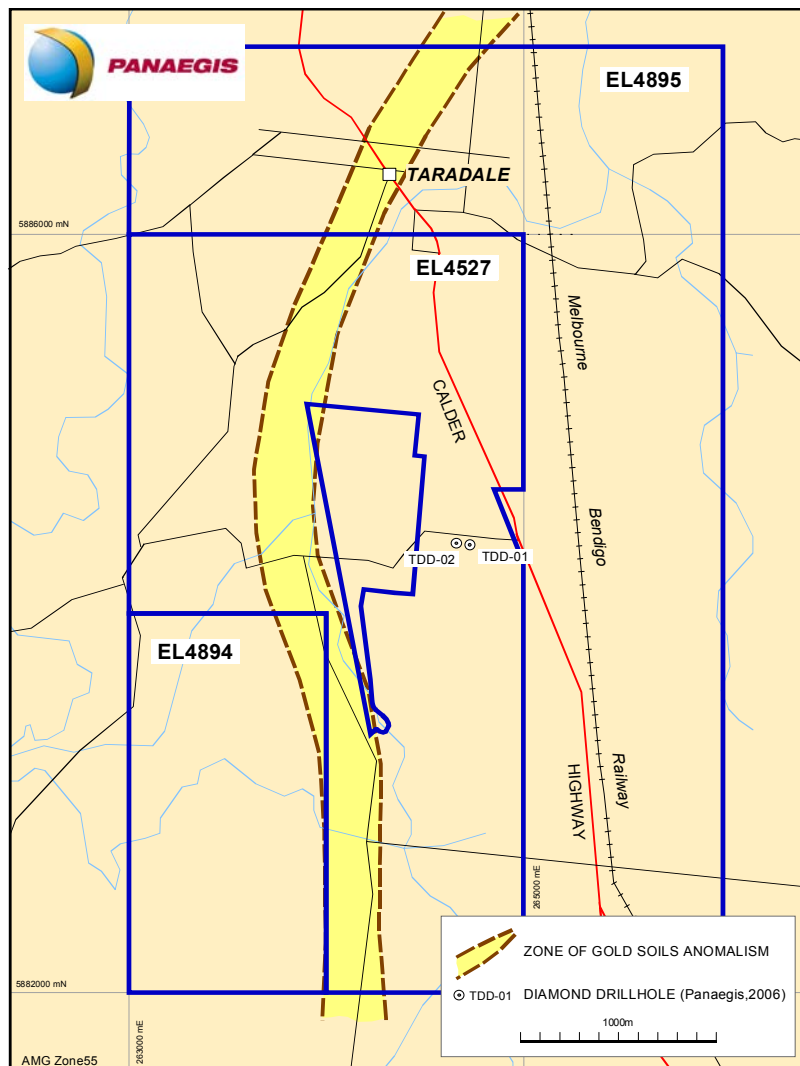 PANAEGIS
EL4895
TARADALE
5886000 mN
EL4527
Melbourne
CALDER
Bendigo
TDD-02
TDD-01
EL4894
Railway
HIGHWAY
265000 mE
ZONE OF GOLD SOILS ANOMALISM
5882000 mN
TDD-01 DIAMOND DRILLHOLE (Panaegis,2006)
1000m
263000 mE
AMG Zone55